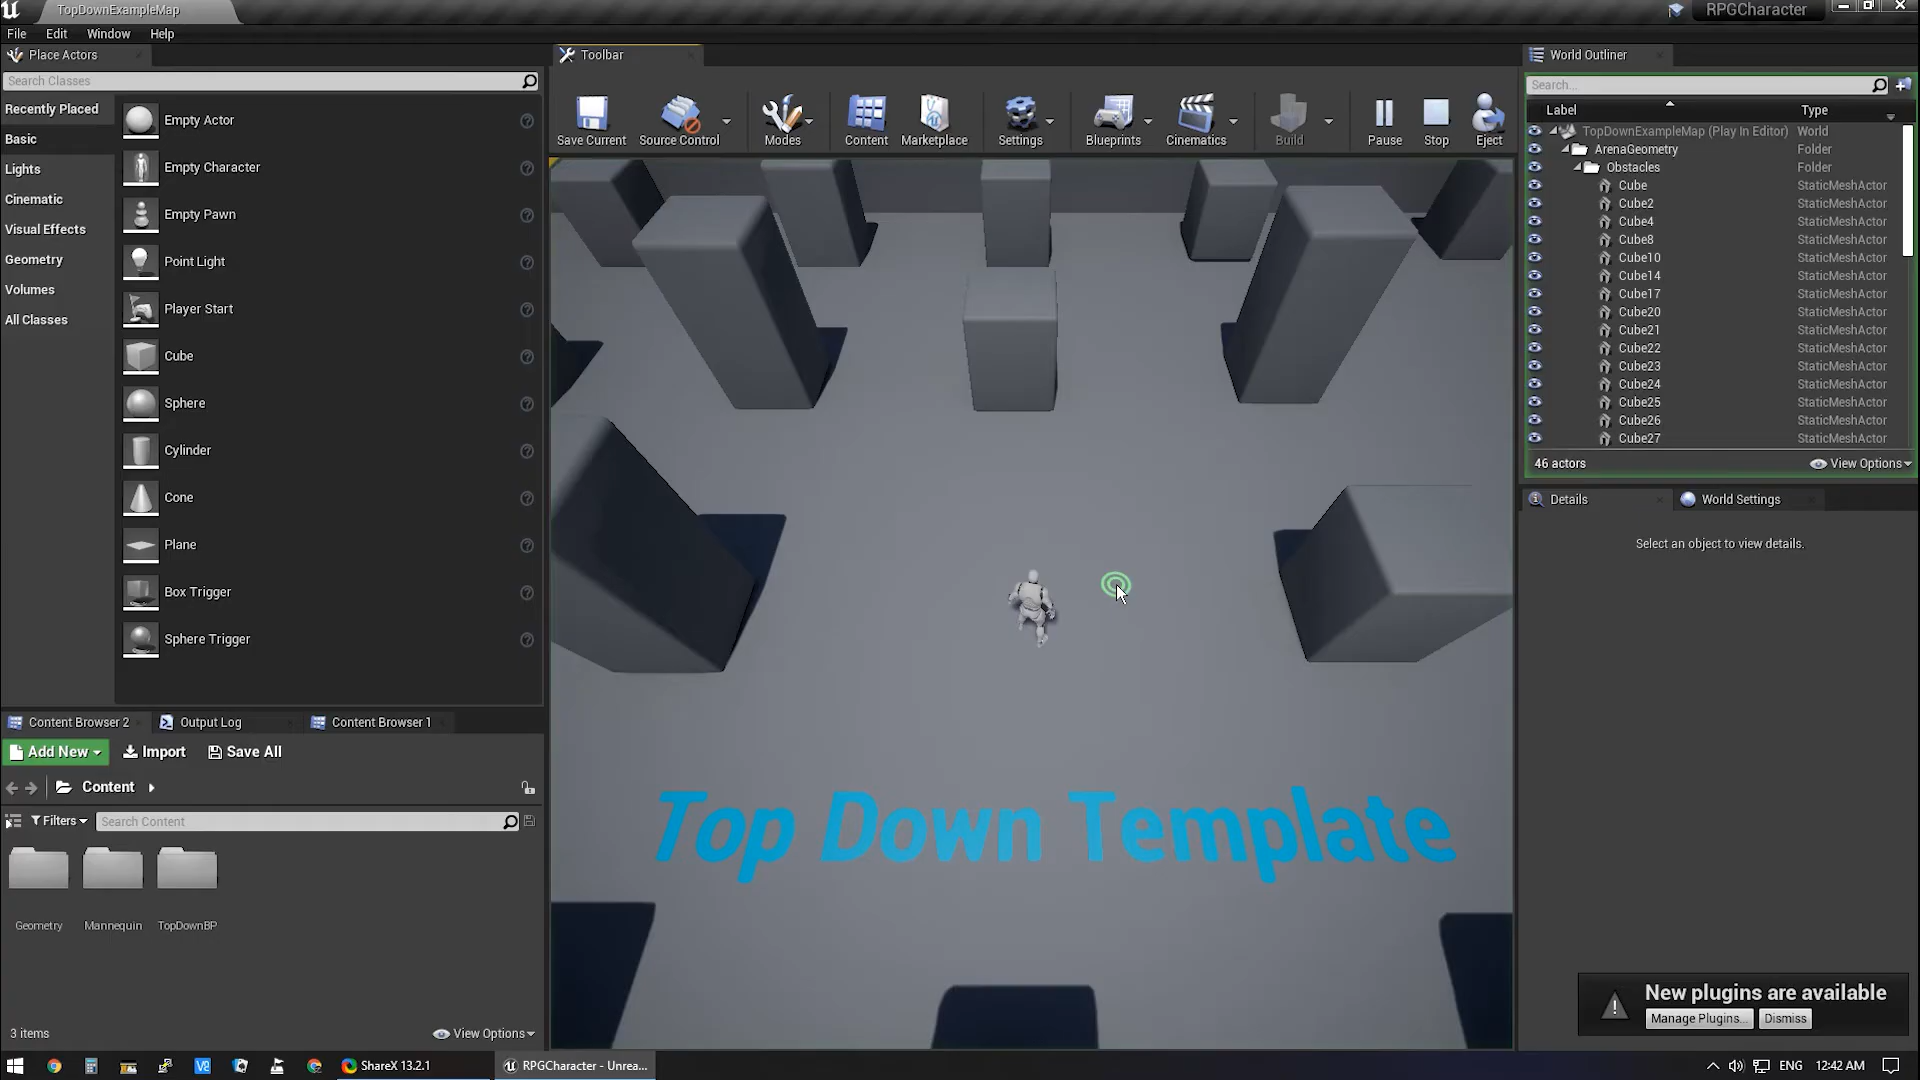 TopDownExampleMap
RPGCharacter
File Edit Window Help
Place Actors
Search Classes
Recently Placed
Basic
Lights
Cinematic
Visual Effects
Geometry
Volumes
All Classes
Empty Actor
Empty Character
Empty Pawn
Point Light
Player Start
Cube
Sphere
Cylinder
Cone
Plane
Box Trigger
Sphere Trigger
Toolbar
Save Current
Source Control
Modes
Content
Marketplace
Settings
Blueprints
Cinematics
Build
Pause
Stop
Eject
Top Down Template
World Outliner
Search...
Label Type
TopDownExampleMap (Play In Editor) World
ArenaGeometry Folder
Obstacles Folder
Cube StaticMeshActor
Cube2 StaticMeshActor
Cube4 StaticMeshActor
Cube8 StaticMeshActor
Cube10 StaticMeshActor
Cube14 StaticMeshActor
Cube17 StaticMeshActor
Cube20 StaticMeshActor
Cube21 StaticMeshActor
Cube22 StaticMeshActor
Cube23 StaticMeshActor
Cube24 StaticMeshActor
Cube25 StaticMeshActor
Cube26 StaticMeshActor
Cube27 StaticMeshActor
46 actors View Options
Details World Settings
Select an object to view details.
Content Browser 2 Output Log Content Browser 1
Add New Import Save All
Content
Filters Search Content
Geometry Mannequin TopDownBP
3 items View Options
New plugins are available
Manage Plugins... Dismiss
ShareX 13.2.1
RPGCharacter - Unrea...
ENG 12:42 AM